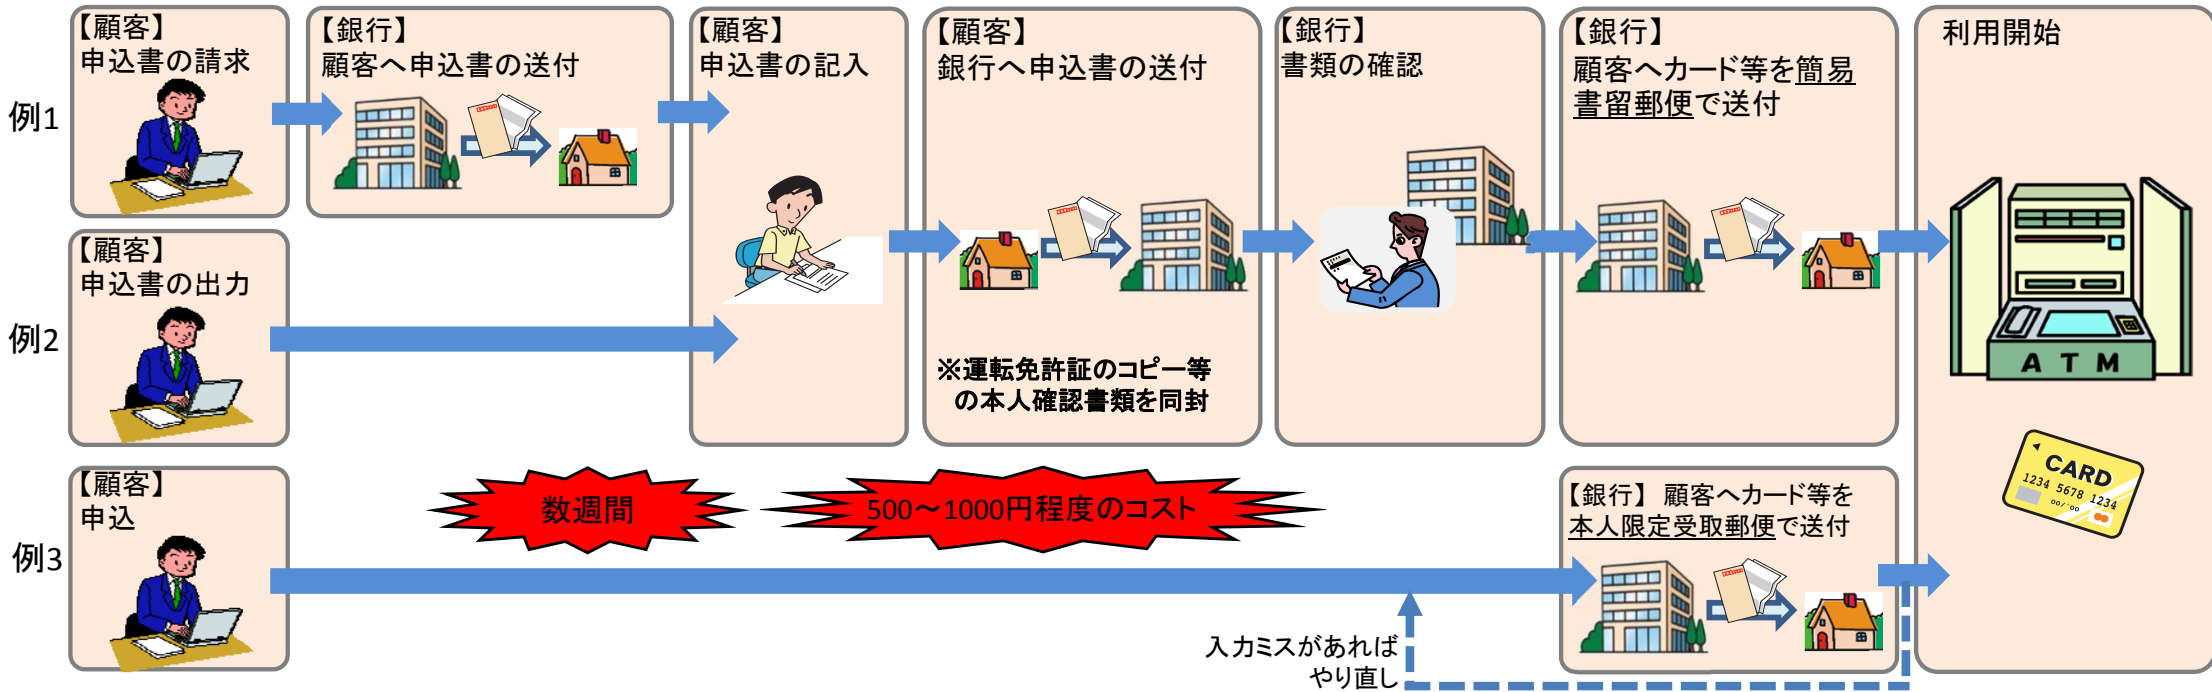 例1
【顧客】
申込書の請求
【銀行】
顧客へ申込書の送付
【顧客】
申込書の記入
【顧客】
銀行へ申込書の送付
※運転免許証のコピー等
の本人確認書類を同封
【銀行】
書類の確認
【銀行】
顧客へカード等を簡易
書留郵便で送付
利用開始
ATM
CARD
1234 5678 1234
oo/'oo
例2
【顧客】
申込書の出力
例3
【顧客】
申込
数週間
500～1000円程度のコスト
【銀行】 顧客へカード等を
本人限定受取郵便で送付
入力ミスがあれば
やり直し